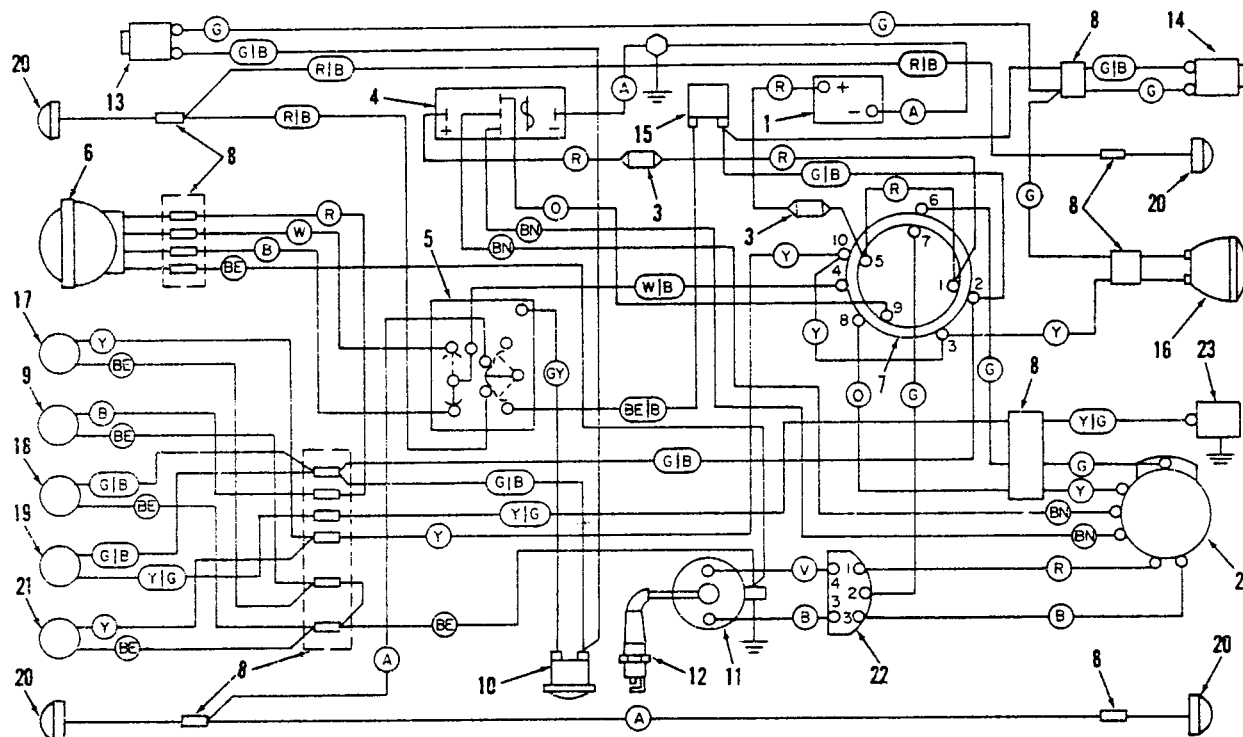 G G 8 14
20 G|B R|B R|B G|B
13 A R + G
4 15 1 - A
R|B + -
6 8 R R 20
3 G|B G 8
R O R 6
W BN 3 7
B 5 BN Y 10 5
BE W|B 4 1 2
17 9
Y 8 3 Y
BE Y 16 23
9 GY 7
B BE|B O G G 8
BE Y|G
18 G|B G
G|B G|B Y
BE BN
19 Y|G
G|B BN
Y|G Y 2
21 V 4 1 R
Y 2
BE BE 3
A B 3 B
8 10 12 11 22 20
20 8
A